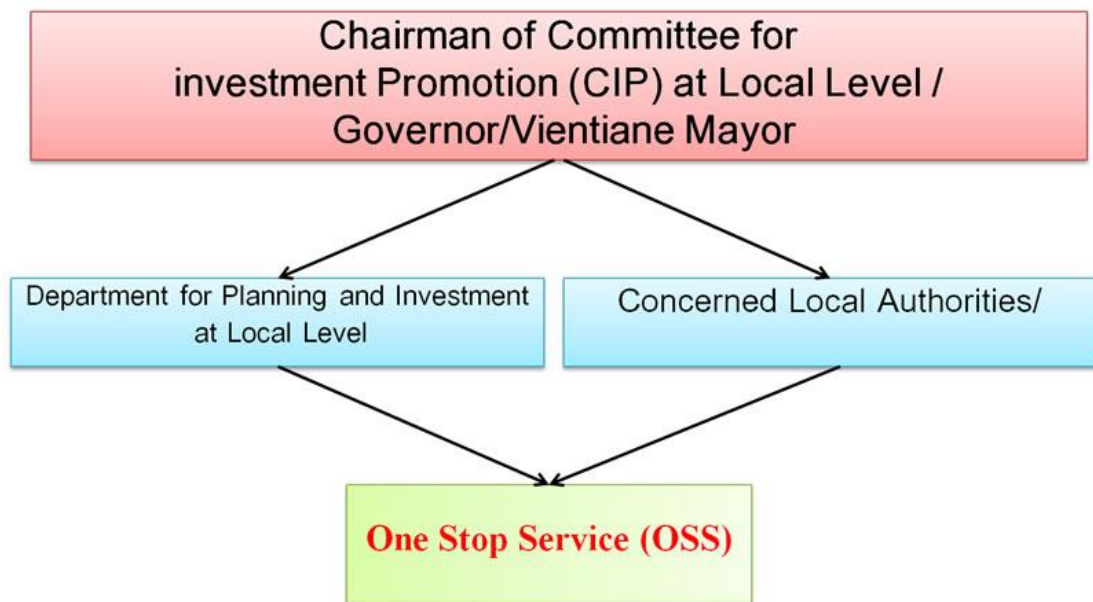 Chairman of Committee for
investment Promotion (CIP) at Local Level /
Governor/Vientiane Mayor
Department for Planning and Investment
at Local Level
Concerned Local Authorities/
One Stop Service (OSS)